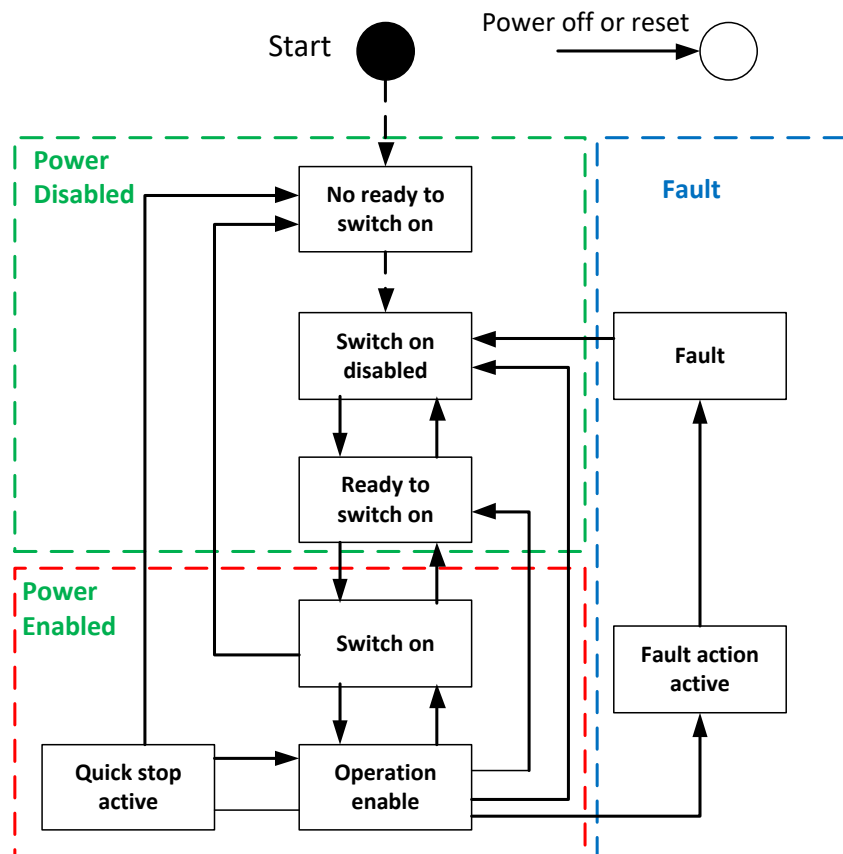 Start
Power off or reset
Power
Disabled
No ready to
switch on
Fault
Switch on
disabled
Fault
Ready to
switch on
Power
Enabled
Switch on
Fault action
active
Quick stop
active
Operation
enable